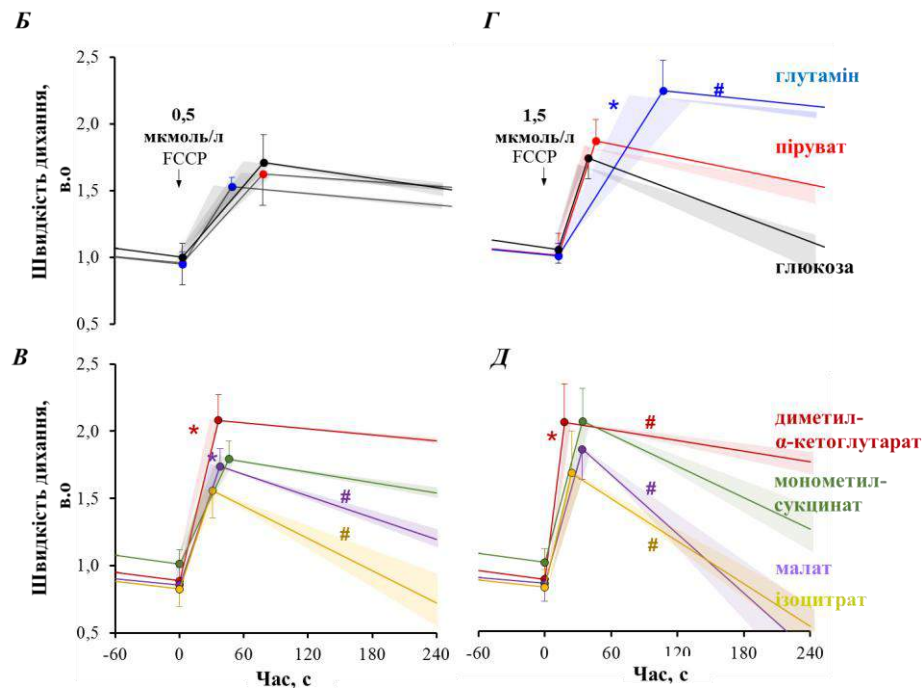 Б
Швидкість дихання,
в.о
2,5
2,0
1,5
1,0
0,5
0,5
мкмоль/л
FCCP
Г
1,5
мкмоль/л
FCCP
*
#
глутамін
піруват
глюкоза
В
Швидкість дихання,
в.о
2,5
2,0
1,5
1,0
0,5
*
*
#
#
-60 0 60 120 180 240
Час, с
Д
*
#
#
#
диметил-
α-кетоглутарат
монометил-
сукцинат
малат
ізоцитрат
-60 0 60 120 180 240
Час, с